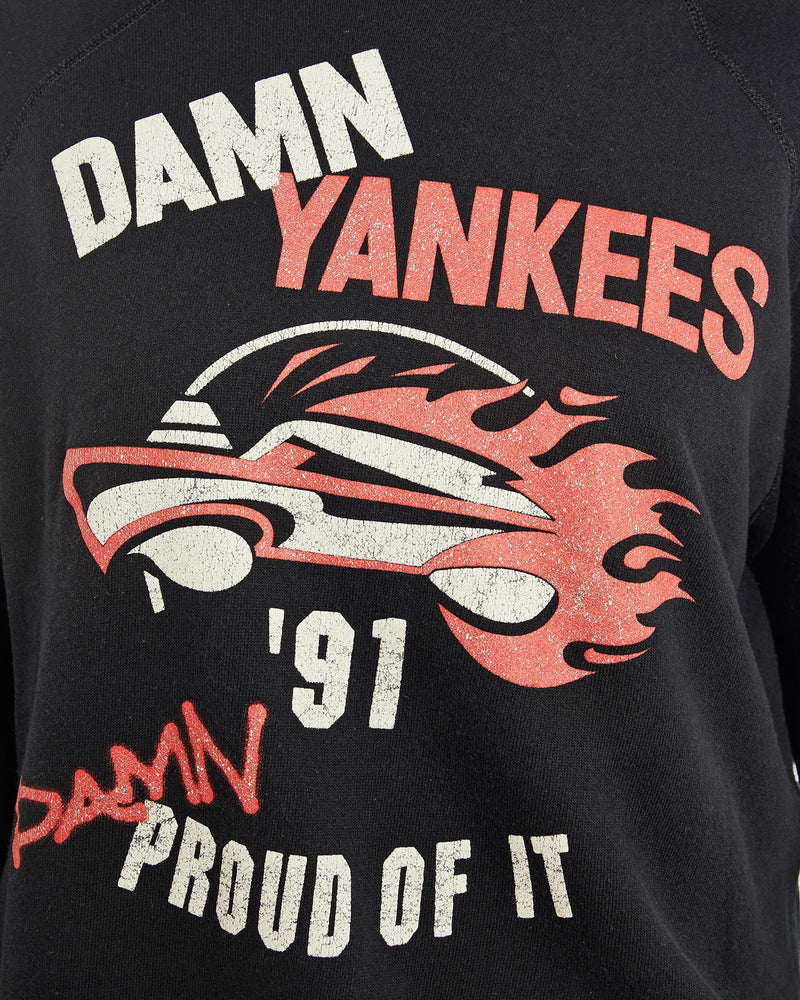 DAMN
YANKEES
'91
DAMN
PROUD OF IT